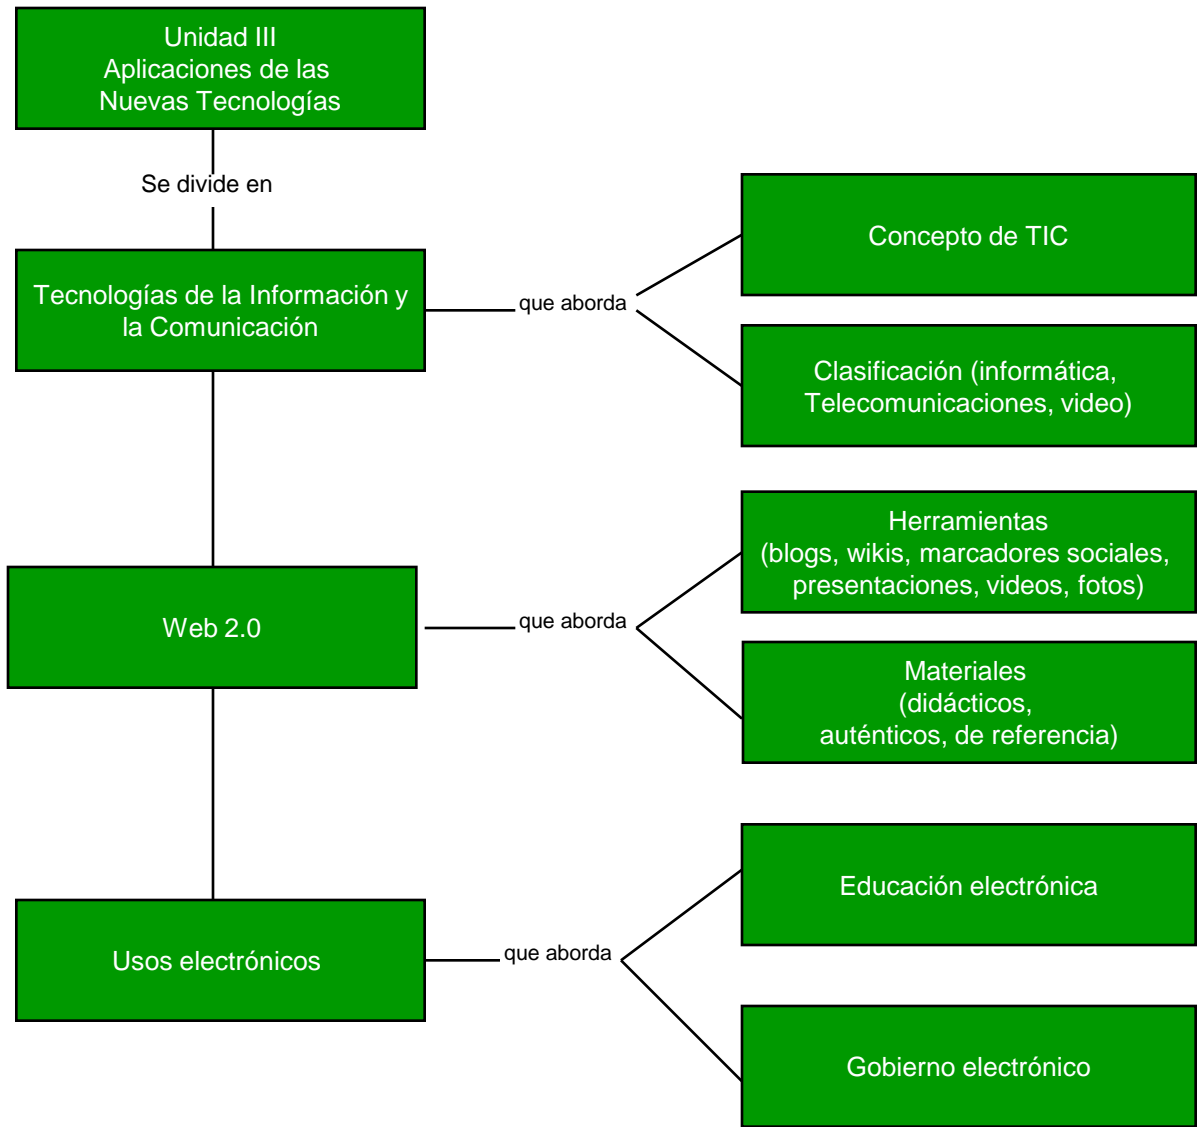 Unidad III
Aplicaciones de las
Nuevas Tecnologías
Se divide en
Tecnologías de la Información y
la Comunicación
que aborda
Concepto de TIC
Clasificación (informática,
Telecomunicaciones, video)
Web 2.0
que aborda
Herramientas
(blogs, wikis, marcadores sociales,
presentaciones, videos, fotos)
Materiales
(didácticos,
auténticos, de referencia)
Usos electrónicos
que aborda
Educación electrónica
Gobierno electrónico